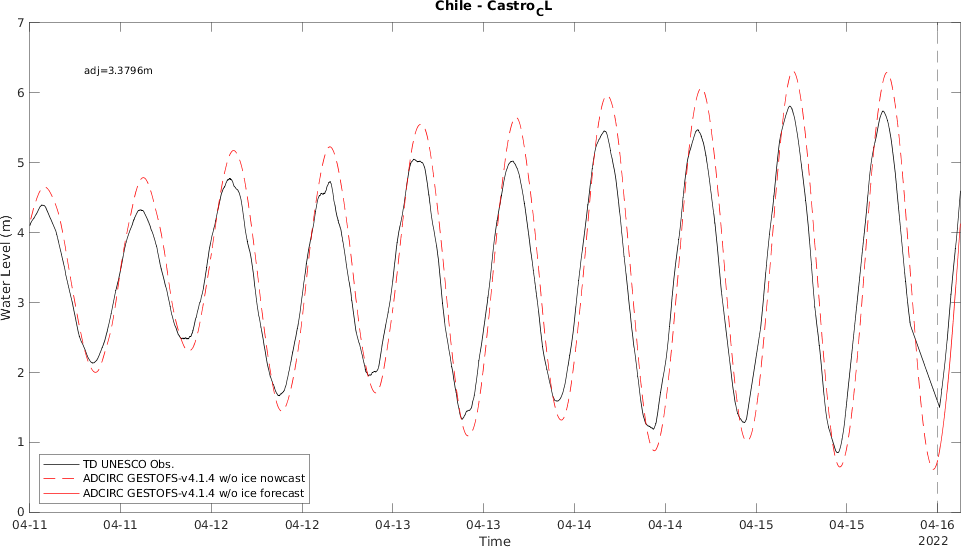 Chile - Castro_CL
7
adj=3.3796m
6
5
4
3
2
1
0
Water Level (m)
TD UNESCO Obs.
ADCIRC GESTOFS-v4.1.4 w/o ice nowcast
ADCIRC GESTOFS-v4.1.4 w/o ice forecast
04-11 04-11 04-12 04-12 04-13 04-13 04-14 04-14 04-15 04-15 04-16
Time
2022